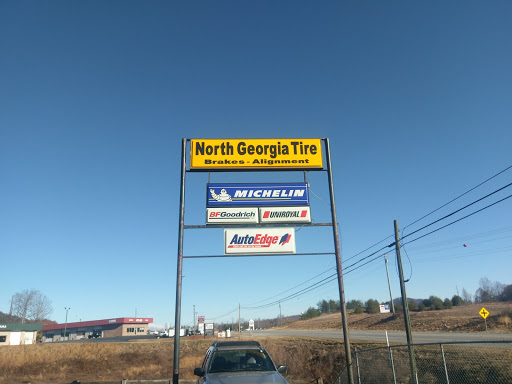 North Georgia Tire
Brakes - Alignment
MICHELIN
BFGoodrich
UNIROYAL
AutoEdge